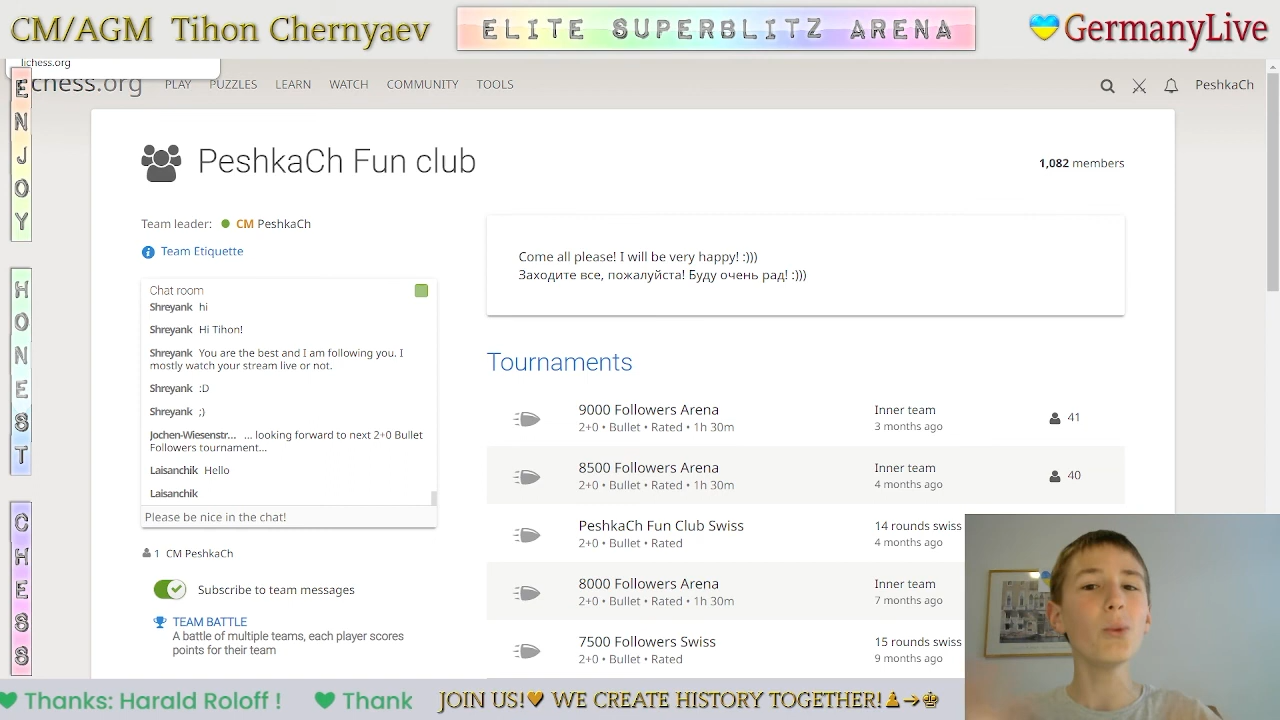 CM/AGM Tihon Chernyaev
ELITE SUPERBLITZ ARENA
GermanyLive
lichess.org
chess.org
PLAY PUZZLES LEARN WATCH COMMUNITY TOOLS
PeshkaCh
ENJOY
HONEST
CHESS
PeshkaCh Fun club
1,082 members
Team leader: CM PeshkaCh
Team Etiquette
Chat room
Shreyank hi
Shreyank Hi Tihon!
Shreyank You are the best and I am following you. I
mostly watch your stream live or not.
Shreyank :D
Shreyank ;)
Jochen-Wiesenstr... ... looking forward to next 2+0 Bullet
Followers tournament...
Laisanchik Hello
Laisanchik
Please be nice in the chat!
1 CM PeshkaCh
Subscribe to team messages
TEAM BATTLE
A battle of multiple teams, each player scores
points for their team
Come all please! I will be very happy! :)))
Заходите все, пожалуйста! Буду очень рад! :)))
Tournaments
9000 Followers Arena Inner team 41
2+0 • Bullet • Rated • 1h 30m 3 months ago
8500 Followers Arena Inner team 40
2+0 • Bullet • Rated • 1h 30m 4 months ago
PeshkaCh Fun Club Swiss 14 rounds swiss
2+0 • Bullet • Rated 4 months ago
8000 Followers Arena Inner team
2+0 • Bullet • Rated • 1h 30m 7 months ago
7500 Followers Swiss 15 rounds swiss
2+0 • Bullet • Rated 9 months ago
Thanks: Harald Roloff ! Thank
JOIN US! WE CREATE HISTORY TOGETHER!